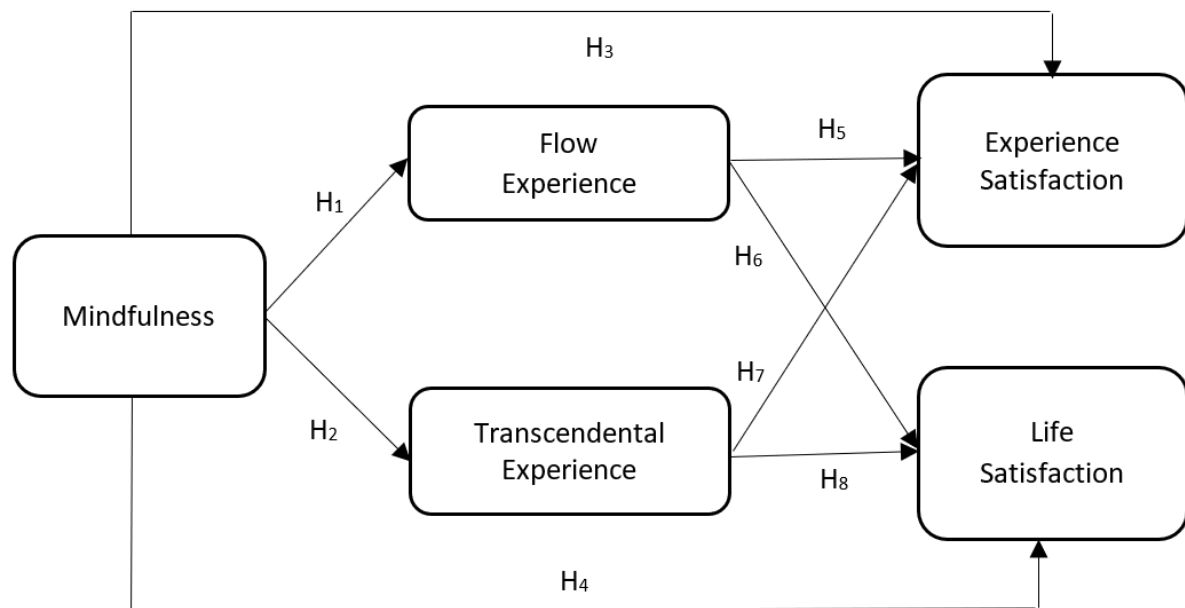 H3
Flow
Experience
H5
Experience
Satisfaction
H1
H6
Mindfulness
H7
H2
Transcendental
Experience
H8
Life
Satisfaction
H4